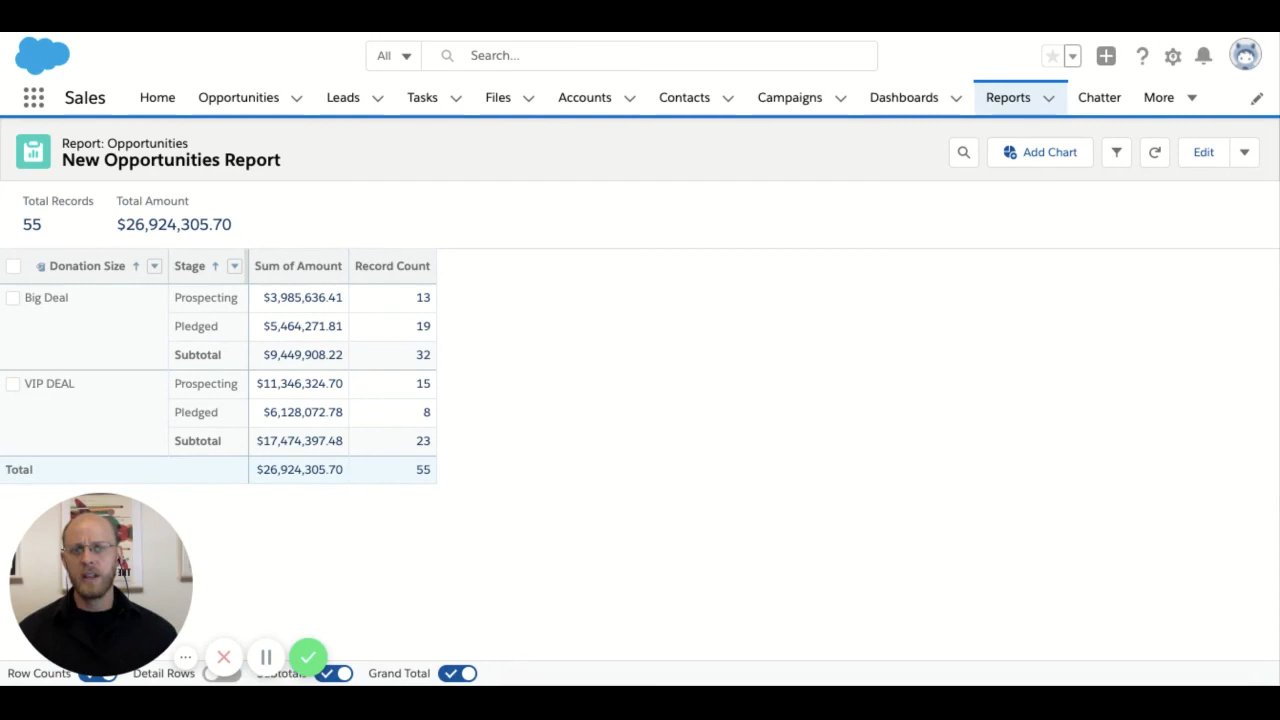 All
Search...
Sales
Home
Opportunities
Leads
Tasks
Files
Accounts
Contacts
Campaigns
Dashboards
Reports
Chatter
More
Report: Opportunities
New Opportunities Report
Add Chart
Edit
Total Records
Total Amount
55
$26,924,305.70
Donation Size Stage Sum of Amount Record Count
Big Deal Prospecting $3,985,636.41 13
Pledged $5,464,271.81 19
Subtotal $9,449,908.22 32
VIP DEAL Prospecting $11,346,324.70 15
Pledged $6,128,072.78 8
Subtotal $17,474,397.48 23
Total $26,924,305.70 55
Row Counts
Detail Rows
Grand Total